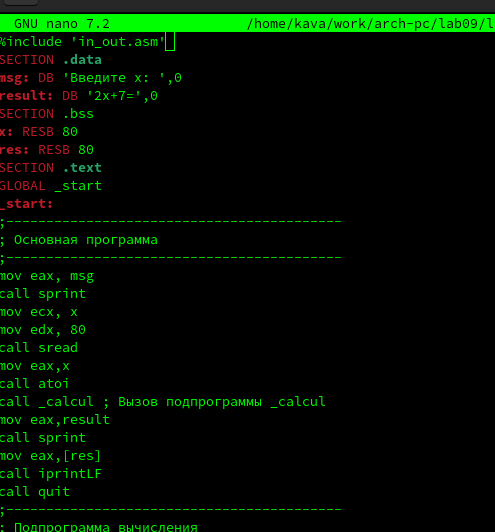 GNU nano 7.2 /home/kava/work/arch-pc/lab09/l
%include 'in_out.asm'
SECTION .data
msg: DB 'Введите x: ',0
result: DB '2x+7=',0
SECTION .bss
x: RESB 80
res: RESB 80
SECTION .text
GLOBAL _start
_start:
;------------------------------------------
; Основная программа
;------------------------------------------
mov eax, msg
call sprint
mov ecx, x
mov edx, 80
call sread
mov eax,x
call atoi
call _calcul ; Вызов подпрограммы _calcul
mov eax,result
call sprint
mov eax,[res]
call iprintLF
call quit
;------------------------------------------
; Подпрограмма вычисления